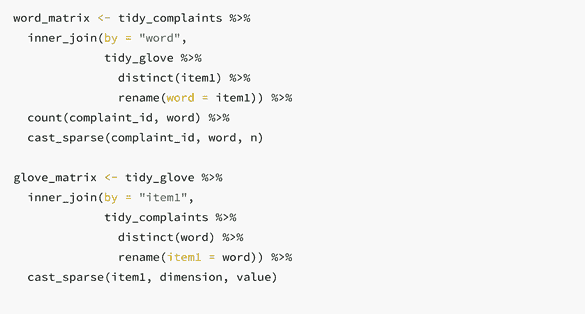 word_matrix <- tidy_complaints %>%
  inner_join(by = "word",
             tidy_glove %>%
               distinct(item1) %>%
               rename(word = item1)) %>%
  count(complaint_id, word) %>%
  cast_sparse(complaint_id, word, n)

glove_matrix <- tidy_glove %>%
  inner_join(by = "item1",
             tidy_complaints %>%
               distinct(word) %>%
               rename(item1 = word)) %>%
  cast_sparse(item1, dimension, value)